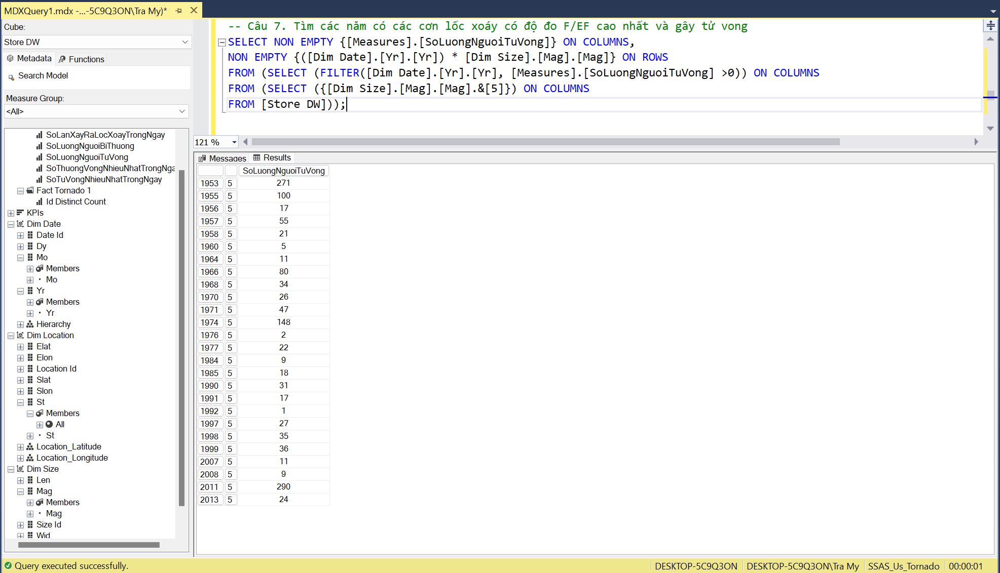 MDXQuery1.mdx -...-5C9Q3ON\Tra My)*
Cube:
Store DW
Metadata
Functions
Search Model
Measure Group:
<All>
SoLanXayRaLocXoayTrongNgay
SoLuongNguoiBiThuong
SoLuongNguoiTuVong
SoThuongVongNhieuNhatTrongNga
SoTuVongNhieuNhatTrongNgay
Fact Tornado 1
Id Distinct Count
KPIs
Dim Date
Date Id
Dy
Mo
Members
Mo
Yr
Members
Yr
Hierarchy
Dim Location
Elat
Elon
Location Id
Slat
Slon
St
Members
All
St
Location_Latitude
Location_Longitude
Dim Size
Len
Mag
Members
Mag
Size Id
Wid
-- Câu 7. Tìm các năm có các cơn lốc xoáy có độ đo F/EF cao nhất và gây tử vong
SELECT NON EMPTY {[Measures].[SoLuongNguoiTuVong]} ON COLUMNS,
NON EMPTY {([Dim Date].[Yr].[Yr]) * [Dim Size].[Mag].[Mag]} ON ROWS
FROM (SELECT (FILTER([Dim Date].[Yr].[Yr], [Measures].[SoLuongNguoiTuVong] >0)) ON COLUMNS
FROM (SELECT ({[Dim Size].[Mag].[Mag].&[5]}) ON COLUMNS
FROM [Store DW]));
121 %
Messages
Results
SoLuongNguoiTuVong
1953 5 271
1955 5 100
1956 5 17
1957 5 55
1958 5 21
1960 5 5
1964 5 11
1966 5 80
1968 5 34
1970 5 26
1971 5 47
1974 5 148
1976 5 2
1977 5 22
1984 5 9
1985 5 18
1990 5 31
1991 5 17
1992 5 1
1997 5 27
1998 5 35
1999 5 36
2007 5 11
2008 5 9
2011 5 290
2013 5 24
Query executed successfully.
DESKTOP-5C9Q3ON
DESKTOP-5C9Q3ON\Tra My
SSAS_Us_Tornado
00:00:01